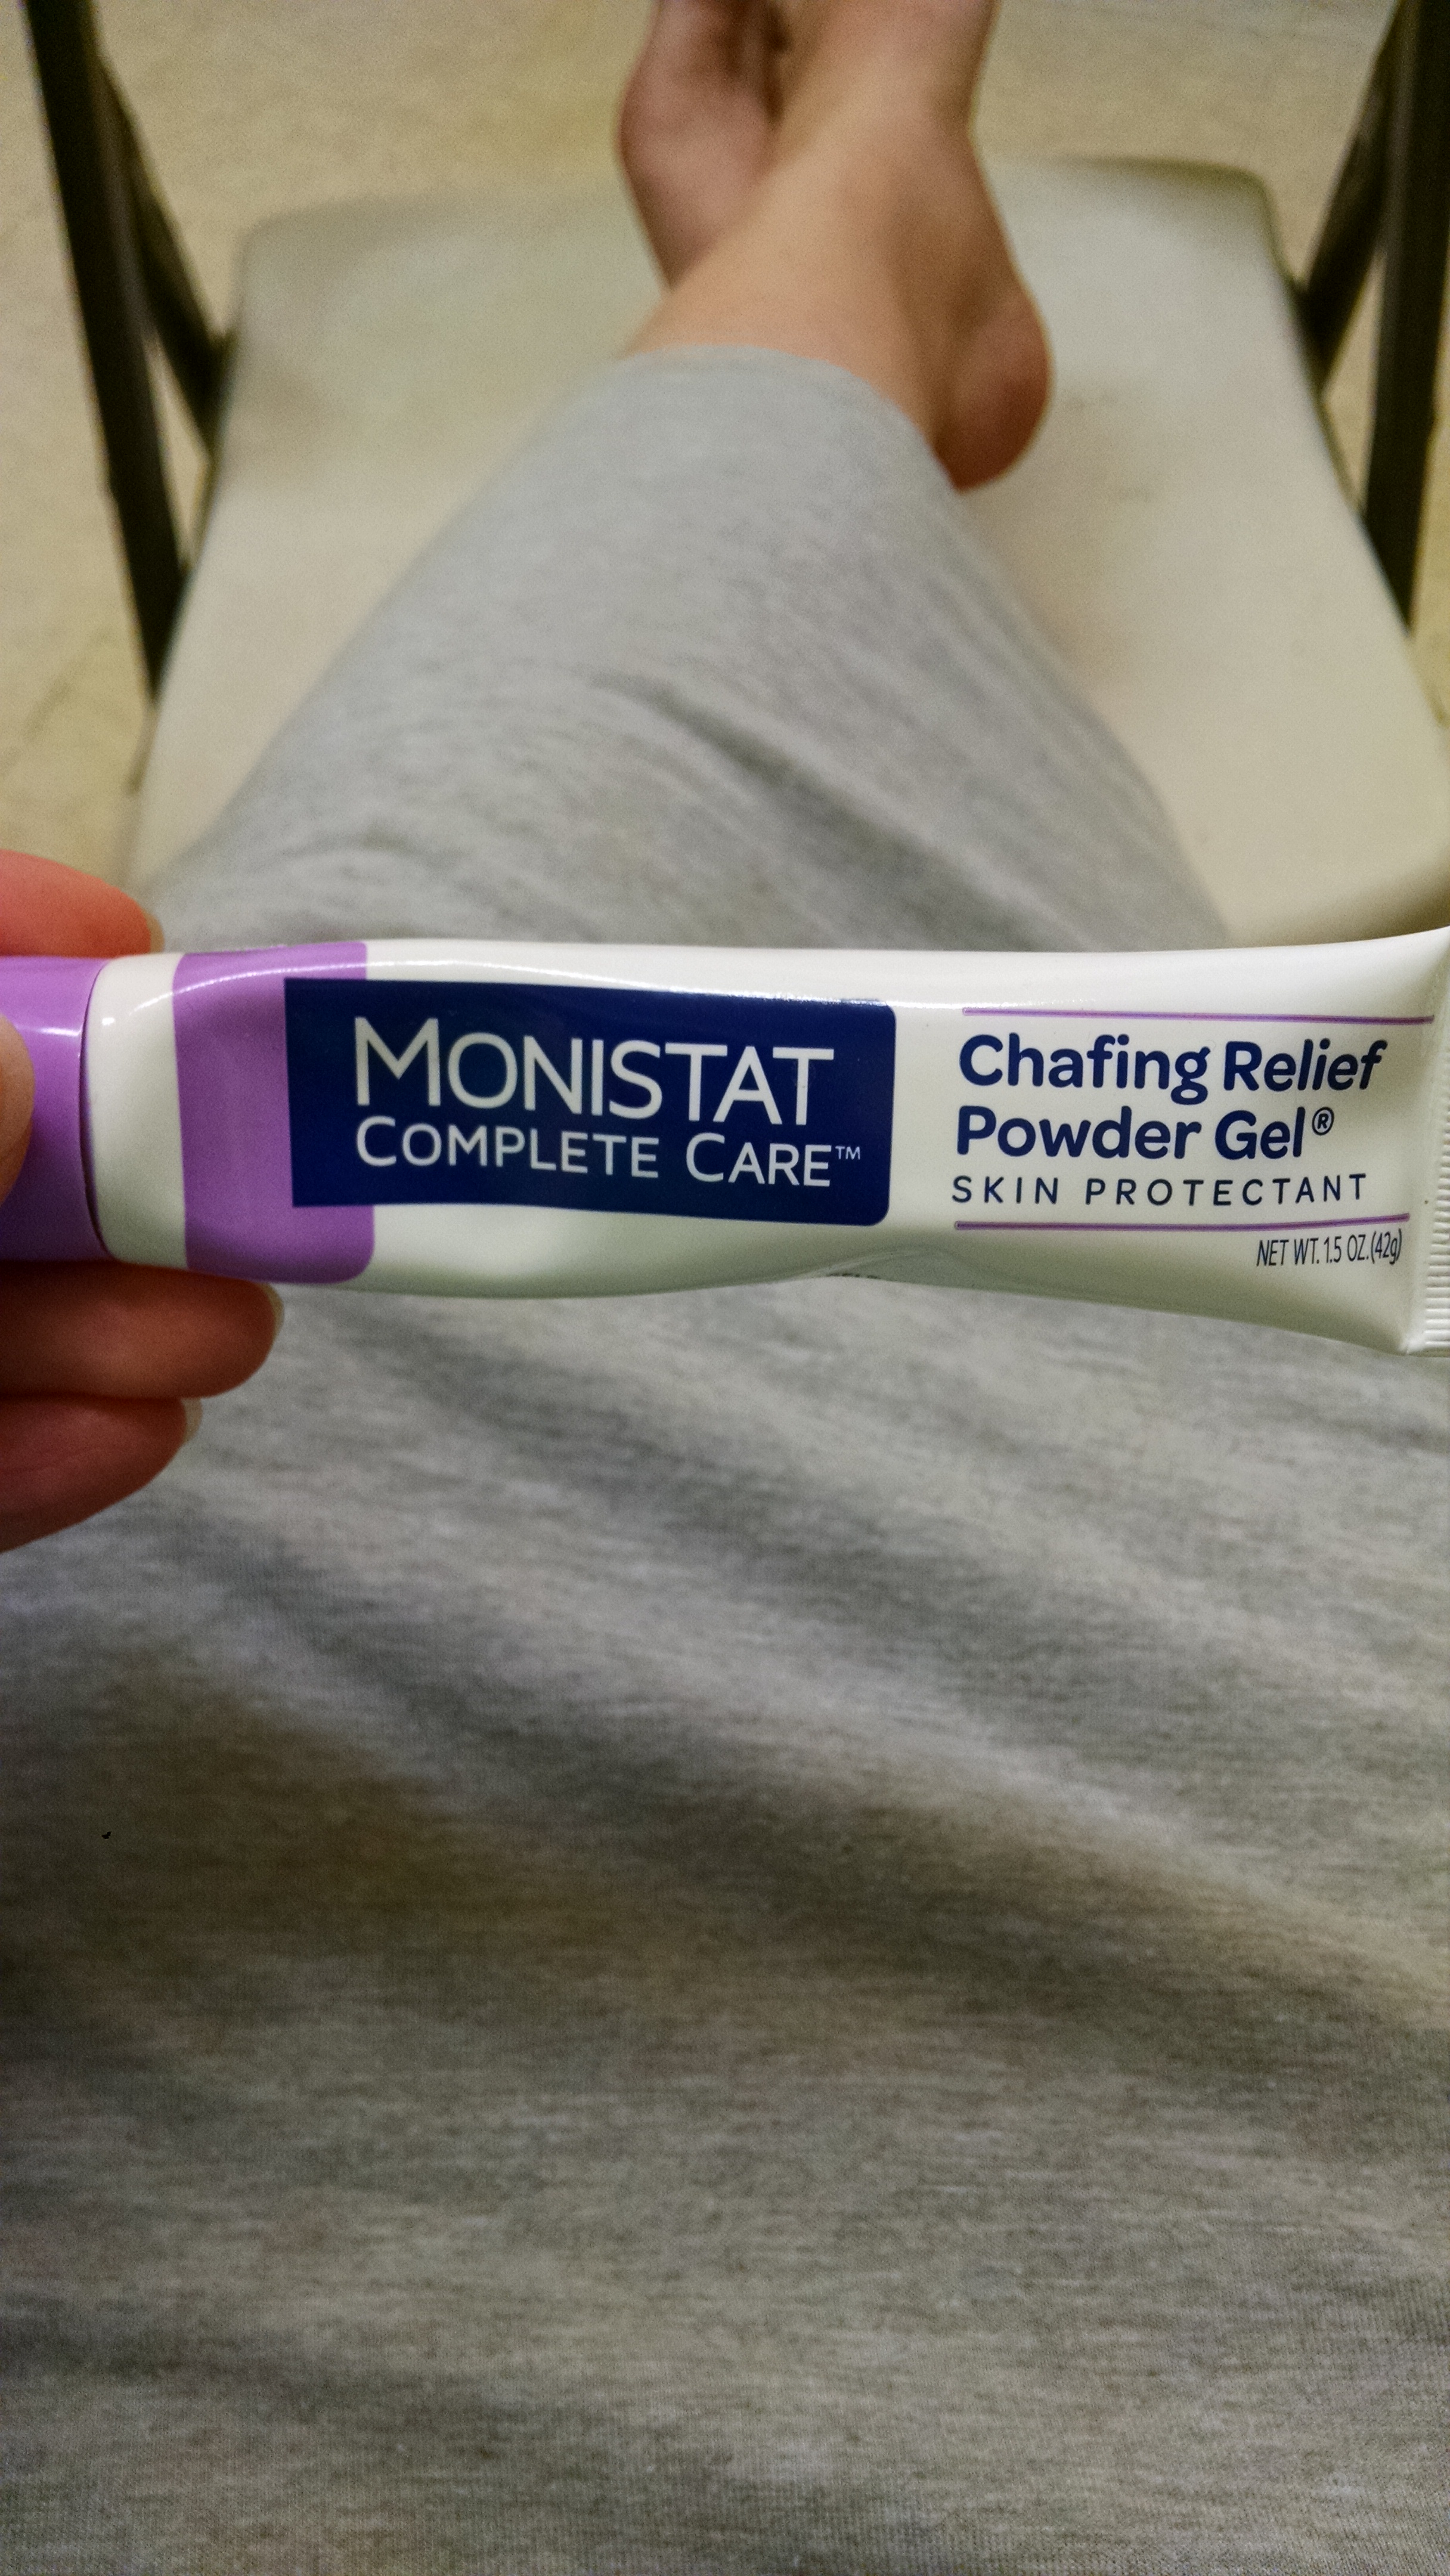 MONISTAT
COMPLETE CARE™
Chafing Relief
Powder Gel®
SKIN PROTECTANT
NET WT. 1.5 OZ. (42g)